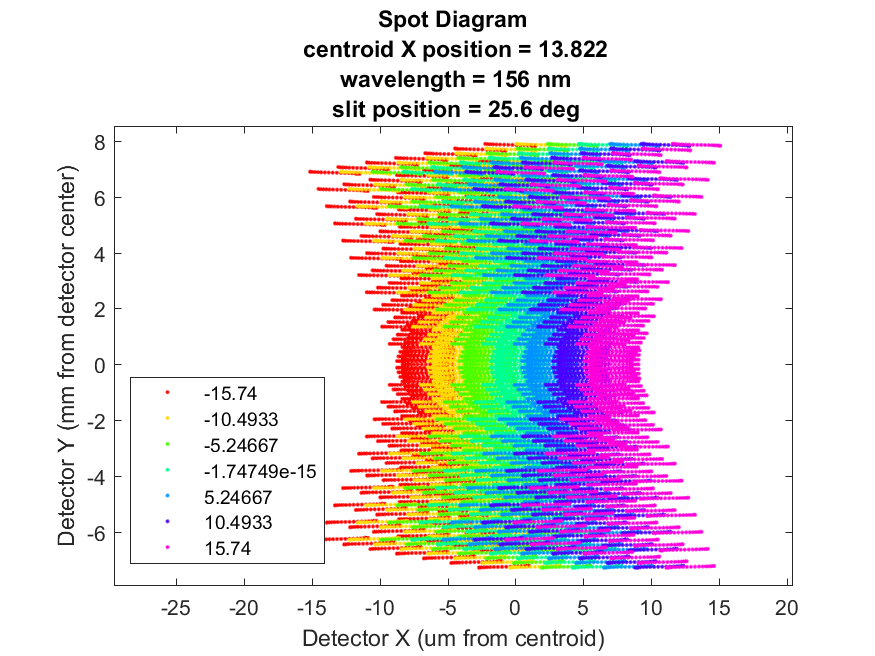 Spot Diagram
centroid X position = 13.822
wavelength = 156 nm
slit position = 25.6 deg
8
6
4
2
0
-2
-4
-6
Detector Y (mm from detector center)
-15.74
-10.4933
-5.24667
-1.74749e-15
5.24667
10.4933
15.74
-25 -20 -15 -10 -5 0 5 10 15 20
Detector X (um from centroid)